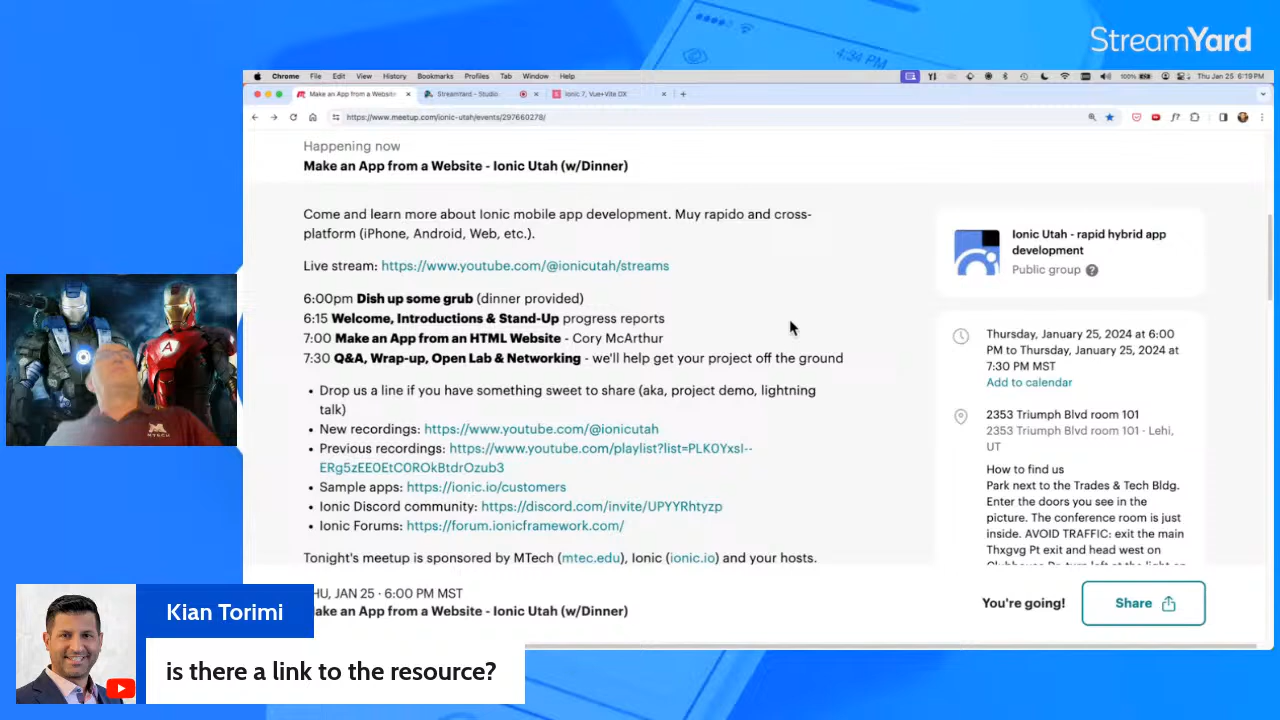 StreamYard
4:34 PM
Chrome File Edit View History Bookmarks Profiles Tab Window Help
100% Thu Jan 25 6:19 PM
Make an App from a Website
StreamYard - Studio
Ionic 7, Vue+Vite DX
https://www.meetup.com/ionic-utah/events/297660278/
Happening now
Make an App from a Website - Ionic Utah (w/Dinner)
Come and learn more about Ionic mobile app development. Muy rapido and cross-
platform (iPhone, Android, Web, etc.).
Live stream: https://www.youtube.com/@ionicutah/streams
6:00pm Dish up some grub (dinner provided)
6:15 Welcome, Introductions & Stand-Up progress reports
7:00 Make an App from an HTML Website - Cory McArthur
7:30 Q&A, Wrap-up, Open Lab & Networking - we'll help get your project off the ground
• Drop us a line if you have something sweet to share (aka, project demo, lightning
talk)
• New recordings: https://www.youtube.com/@ionicutah
• Previous recordings: https://www.youtube.com/playlist?list=PLK0YxsI--
ERg5zEE0EtC0ROkBtdrOzub3
• Sample apps: https://ionic.io/customers
• Ionic Discord community: https://discord.com/invite/UPYYRhtyzp
• Ionic Forums: https://forum.ionicframework.com/
Tonight's meetup is sponsored by MTech (mtec.edu), Ionic (ionic.io) and your hosts.
Ionic Utah - rapid hybrid app
development
Public group
Thursday, January 25, 2024 at 6:00
PM to Thursday, January 25, 2024 at
7:30 PM MST
Add to calendar
2353 Triumph Blvd room 101
2353 Triumph Blvd room 101 · Lehi,
UT
How to find us
Park next to the Trades & Tech Bldg.
Enter the doors you see in the
picture. The conference room is just
inside. AVOID TRAFFIC: exit the main
Thxgvg Pt exit and head west on
HU, JAN 25 · 6:00 PM MST
ake an App from a Website - Ionic Utah (w/Dinner)
You're going!
Share
MTECH
Kian Torimi
is there a link to the resource?